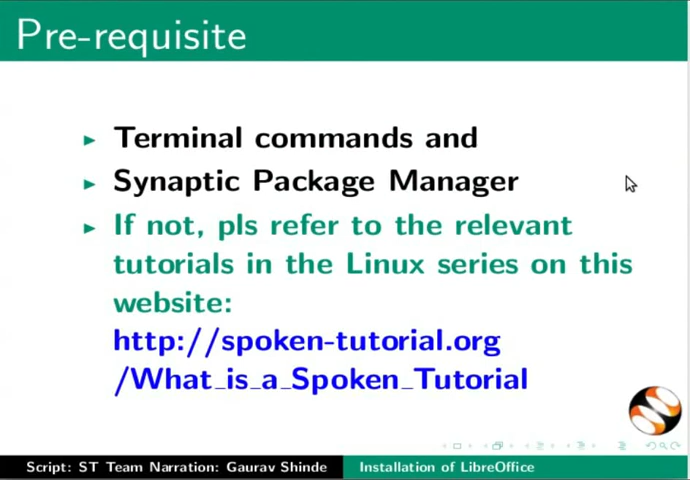 Pre-requisite
Terminal commands and
Synaptic Package Manager
If not, pls refer to the relevant
tutorials in the Linux series on this
website:
http://spoken-tutorial.org
/What_is_a_Spoken_Tutorial
Script: ST Team Narration: Gaurav Shinde Installation of LibreOffice